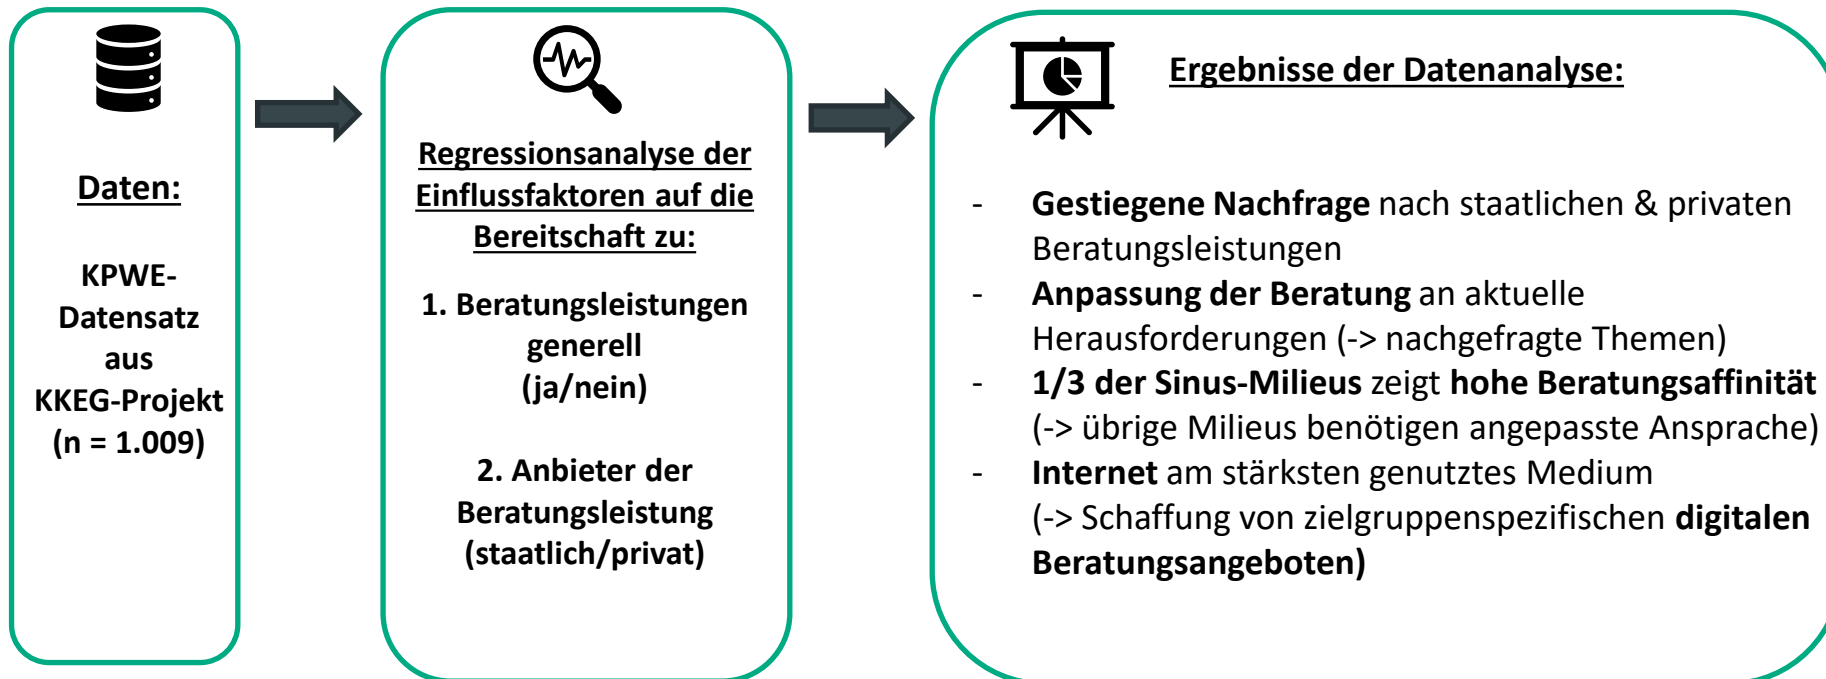 Daten:
KPWE-
Datensatz
aus
KKEG-Projekt
(n = 1.009)
Regressionsanalyse der
Einflussfaktoren auf die
Bereitschaft zu:
1. Beratungsleistungen
generell
(ja/nein)
2. Anbieter der
Beratungsleistung
(staatlich/privat)
Ergebnisse der Datenanalyse:
- Gestiegene Nachfrage nach staatlichen & privaten
Beratungsleistungen
- Anpassung der Beratung an aktuelle
Herausforderungen (-> nachgefragte Themen)
- 1/3 der Sinus-Milieus zeigt hohe Beratungsaffinität
(-> übrige Milieus benötigen angepasste Ansprache)
- Internet am stärksten genutztes Medium
(-> Schaffung von zielgruppenspezifischen digitalen
Beratungsangeboten)